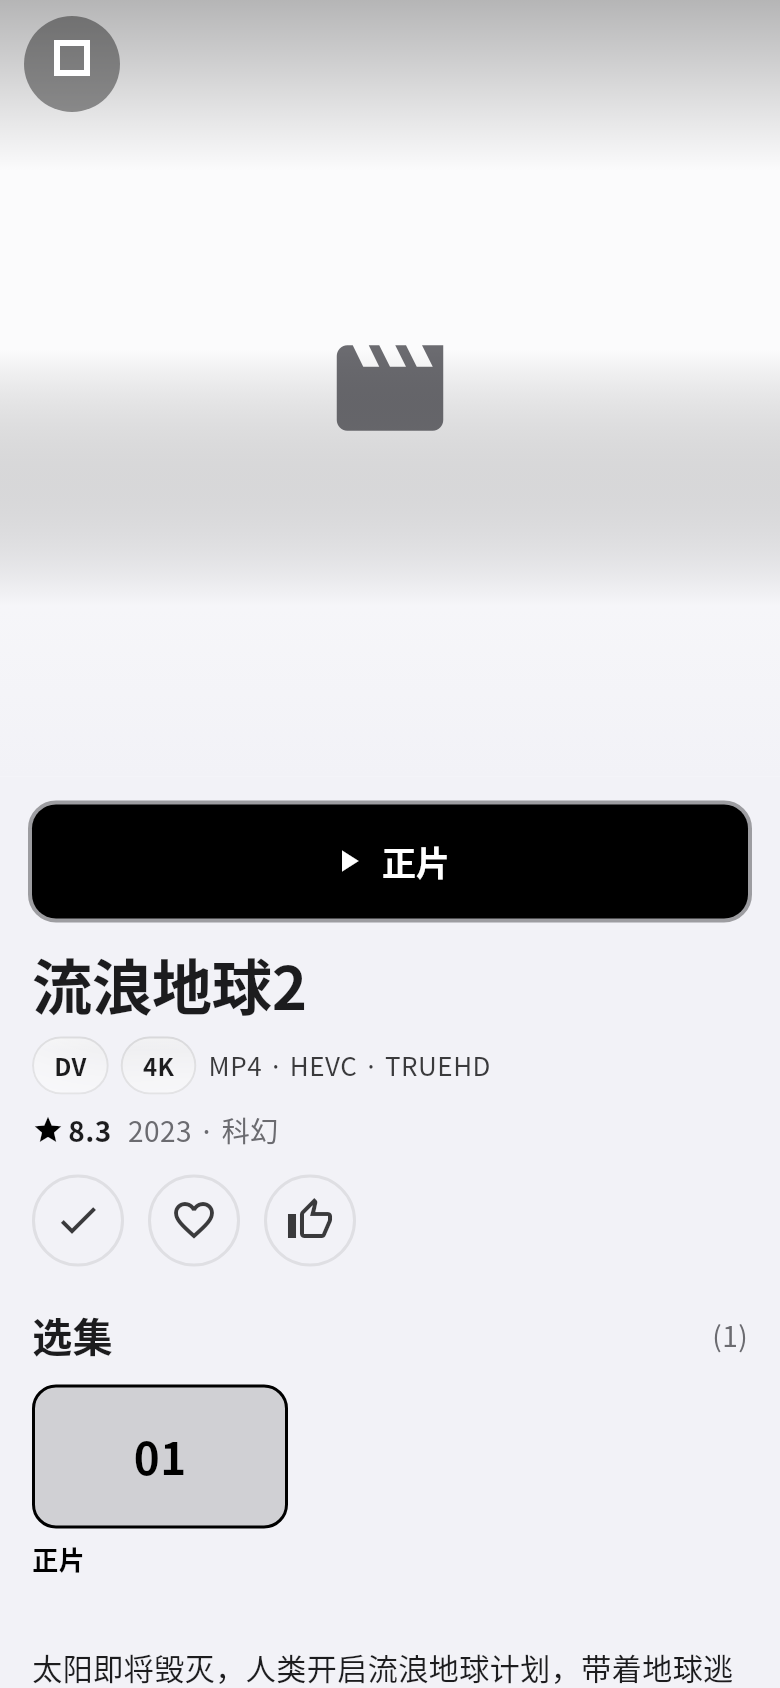 正片
流浪地球2
DV 4K MP4 · HEVC · TRUEHD
8.3 2023 · 科幻
选集 (1)
01
正片
太阳即将毁灭，人类开启流浪地球计划，带着地球逃